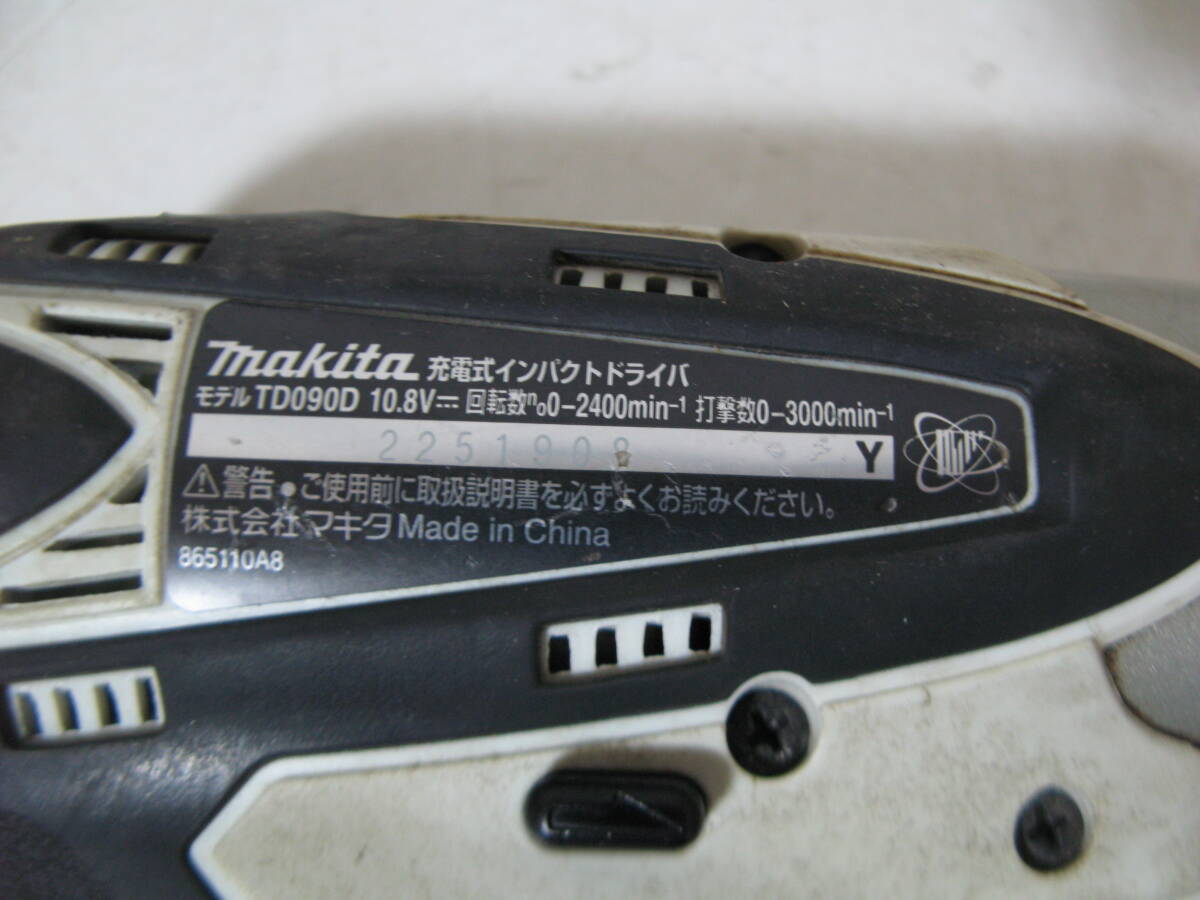 makita 充電式インパクトドライバ
モデル TD090D 10.8V⎓ 回転数n₀0-2400min⁻¹ 打撃数0-3000min⁻¹
2251908 Y
⚠警告・ご使用前に取扱説明書を必ずよくお読みください。
株式会社マキタ Made in China
865110A8